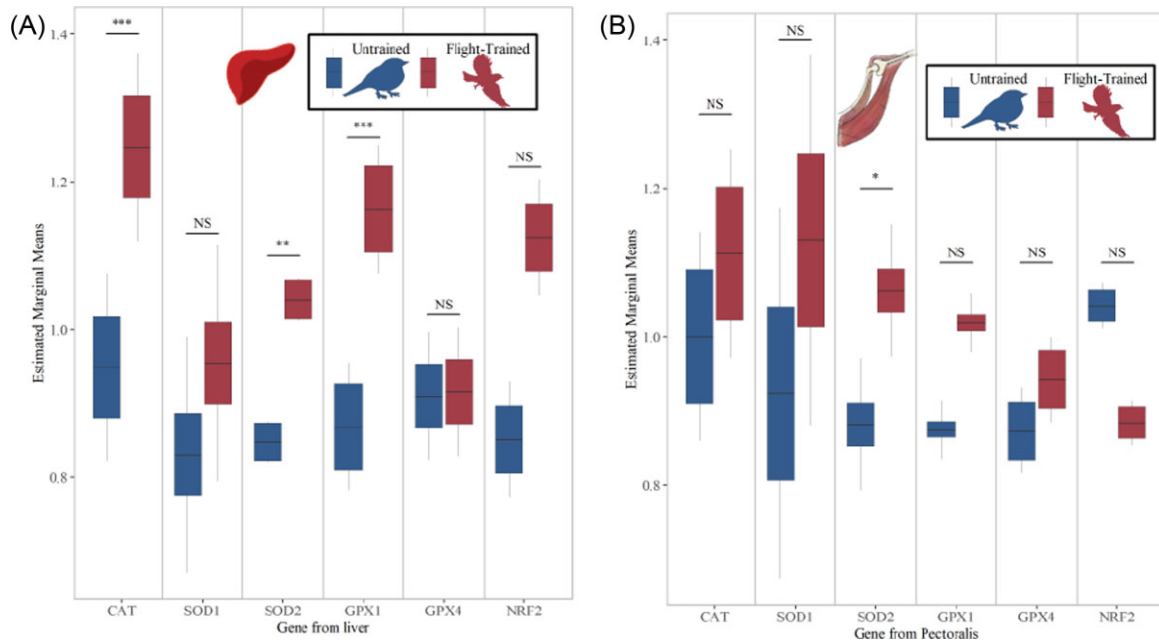 (A)
1.4
1.2
1.0
0.8
Estimated Marginal Means
***
NS
**
***
NS
NS
Untrained Flight-Trained
CAT SOD1 SOD2 GPX1 GPX4 NRF2
Gene from liver
(B)
1.4
1.2
1.0
0.8
Estimated Marginal Means
NS
NS
*
NS
NS
NS
Untrained Flight-Trained
CAT SOD1 SOD2 GPX1 GPX4 NRF2
Gene from Pectoralis